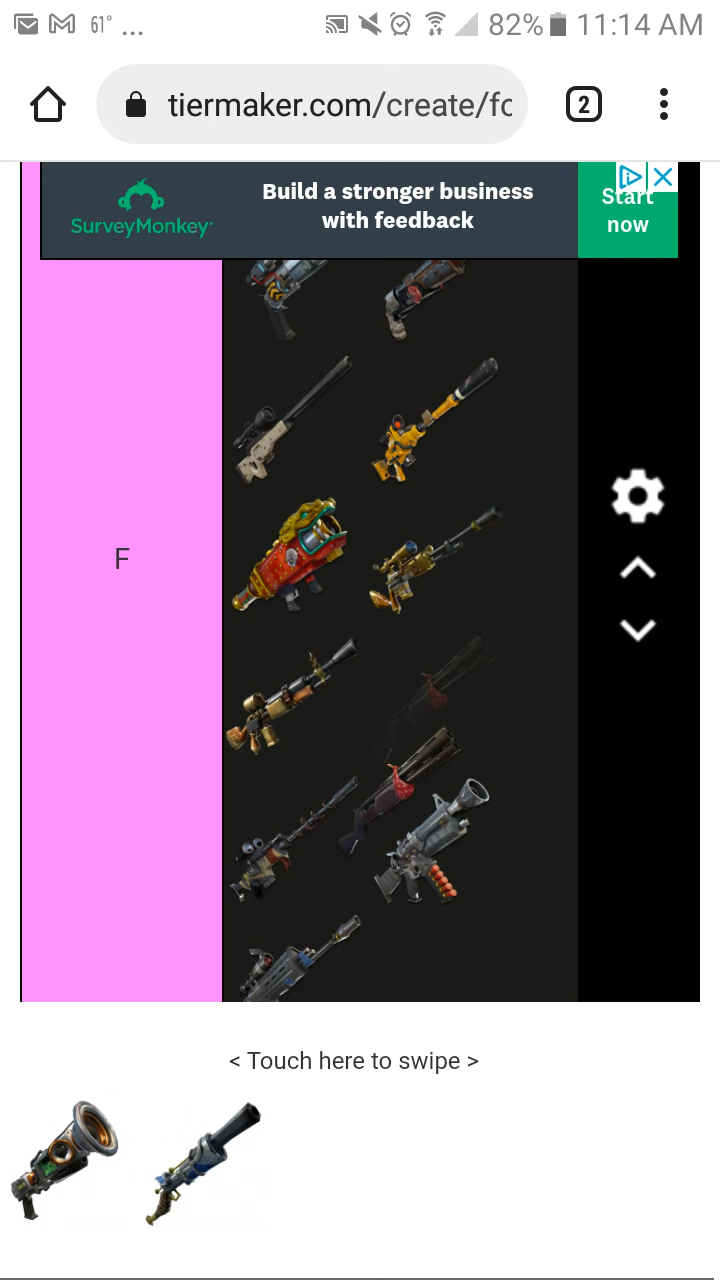 61° ...
82% 11:14 AM
tiermaker.com/create/fo
2
SurveyMonkey
Build a stronger business
with feedback
Start
now
F
< Touch here to swipe >